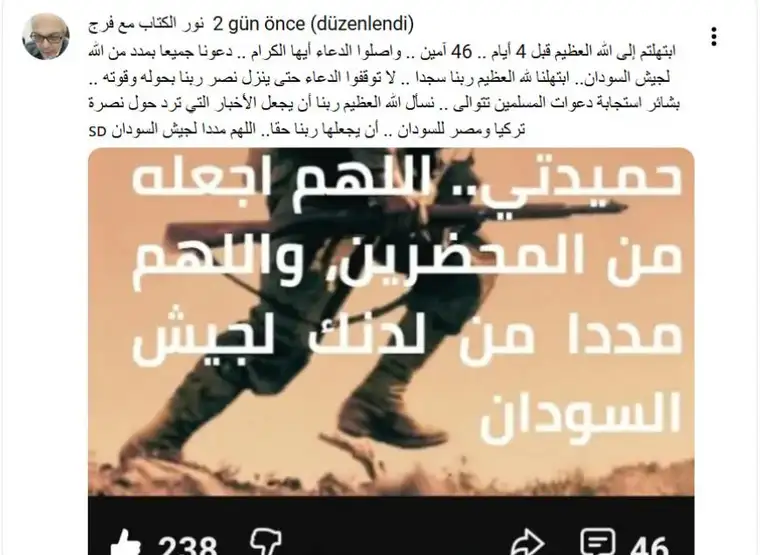 نور الكتاب مع فرج 2 gün önce (düzenlendi)
ابتهلتم إلى الله العظيم قبل 4 أيام .. 46 آمين .. واصلوا الدعاء أيها الكرام .. دعونا جميعا بمدد من الله
لجيش السودان.. ابتهلنا لله العظيم ربنا سجدا .. لا توقفوا الدعاء حتى ينزل نصر ربنا بحوله وقوته ..
بشائر استجابة دعوات المسلمين تتوالى .. نسأل الله العظيم ربنا أن يجعل الأخبار التي ترد حول نصرة
تركيا ومصر للسودان .. أن يجعلها ربنا حقا.. اللهم مددا لجيش السودان SD
حميدتي.. اللهم اجعله
من المحضرين، واللهم
مددا من لدنك لجيش
السودان
238 46